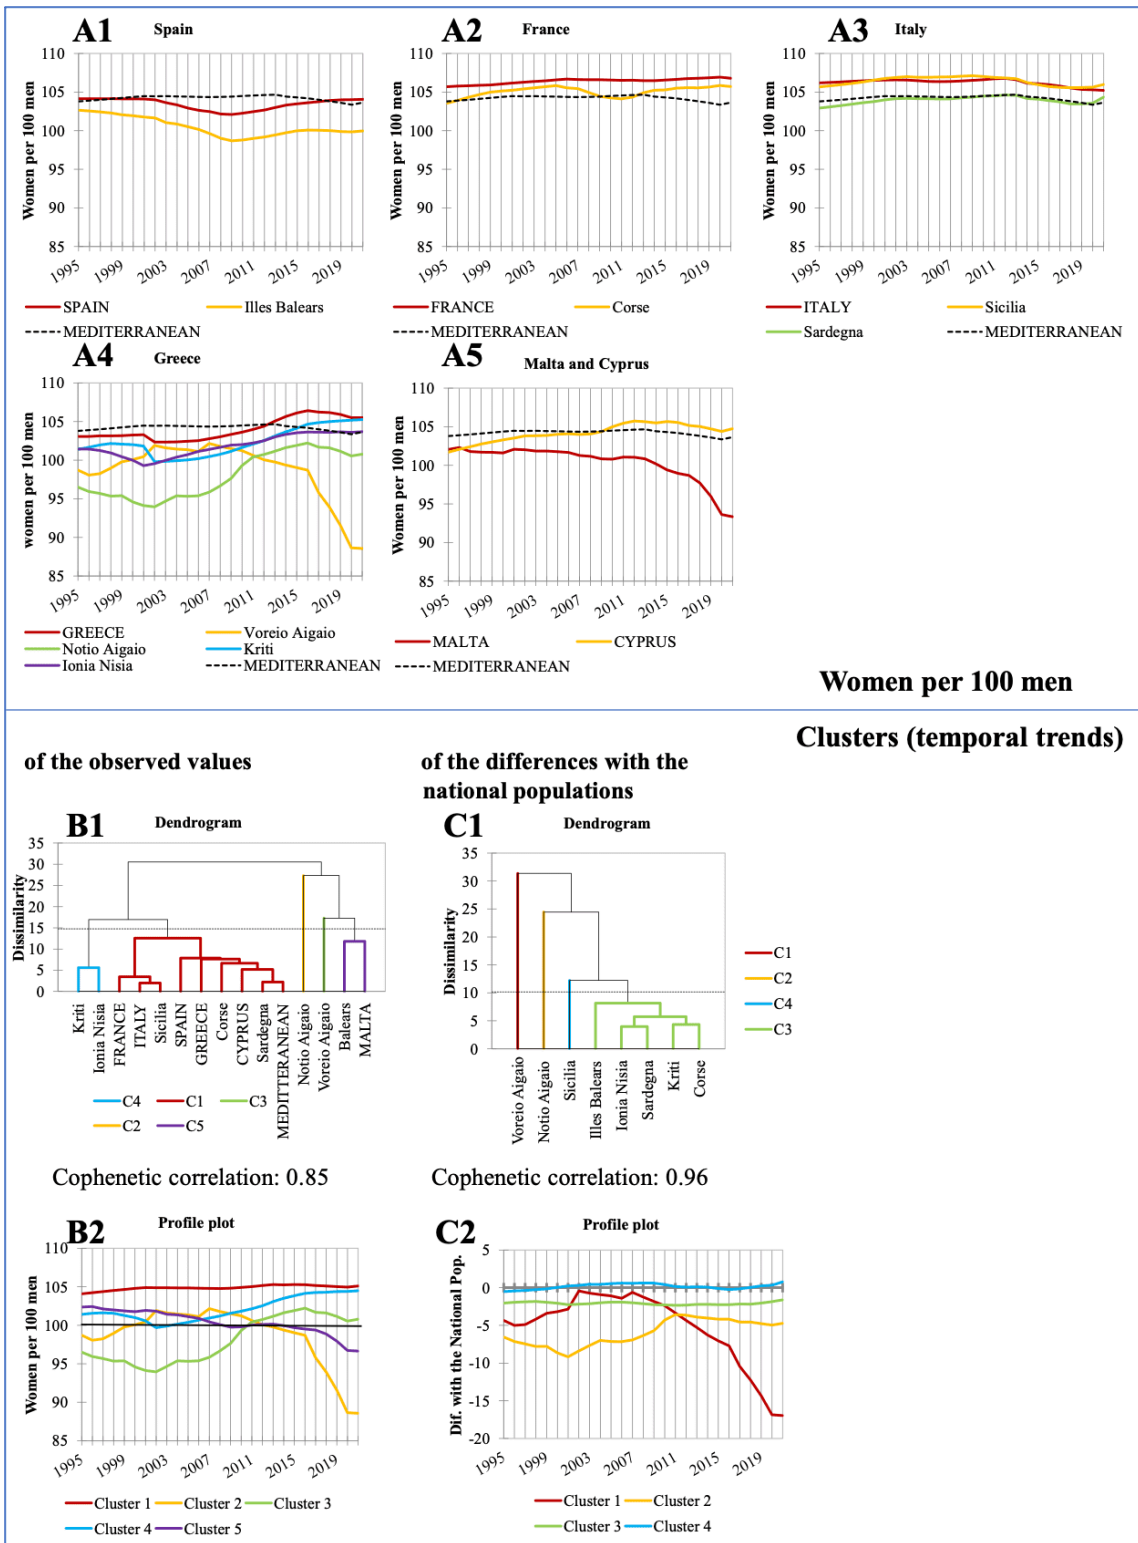 A1 Spain
110
105
100
95
90
85
Women per 100 men
1995 1999 2003 2007 2011 2015 2019
SPAIN Illes Balears
MEDITERRANEAN
A2 France
110
105
100
95
90
85
Women per 100 men
1995 1999 2003 2007 2011 2015 2019
FRANCE Corse
MEDITERRANEAN
A3 Italy
110
105
100
95
90
85
Women per 100 men
1995 1999 2003 2007 2011 2015 2019
ITALY Sicilia
Sardegna MEDITERRANEAN
A4 Greece
110
105
100
95
90
85
women per 100 men
1995 1999 2003 2007 2011 2015 2019
GREECE Voreio Aigaio
Notio Aigaio Kriti
Ionia Nisia MEDITERRANEAN
A5 Malta and Cyprus
110
105
100
95
90
85
Women per 100 men
1995 1999 2003 2007 2011 2015 2019
MALTA CYPRUS
MEDITERRANEAN
Women per 100 men
Clusters (temporal trends)
of the observed values
of the differences with the
national populations
B1 Dendrogram
35
30
25
20
15
10
5
0
Dissimilarity
Kriti
Ionia Nisia
FRANCE
ITALY
Sicilia
SPAIN
GREECE
Corse
CYPRUS
Sardegna
MEDITTERANEAN
Notio Aigaio
Voreio Aigaio
Balears
MALTA
C4 C1 C3
C2 C5
Cophenetic correlation: 0.85
C1 Dendrogram
35
30
25
20
15
10
5
0
Dissimilarity
Voreio Aigaio
Notio Aigaio
Sicilia
Illes Balears
Ionia Nisia
Sardegna
Kriti
Corse
C1
C2
C4
C3
Cophenetic correlation: 0.96
B2 Profile plot
110
105
100
95
90
85
Women per 100 men
1995 1999 2003 2007 2011 2015 2019
Cluster 1 Cluster 2 Cluster 3
Cluster 4 Cluster 5
C2 Profile plot
5
0
-5
-10
-15
-20
Dif. with the National Pop.
1995 1999 2003 2007 2011 2015 2019
Cluster 1 Cluster 2
Cluster 3 Cluster 4